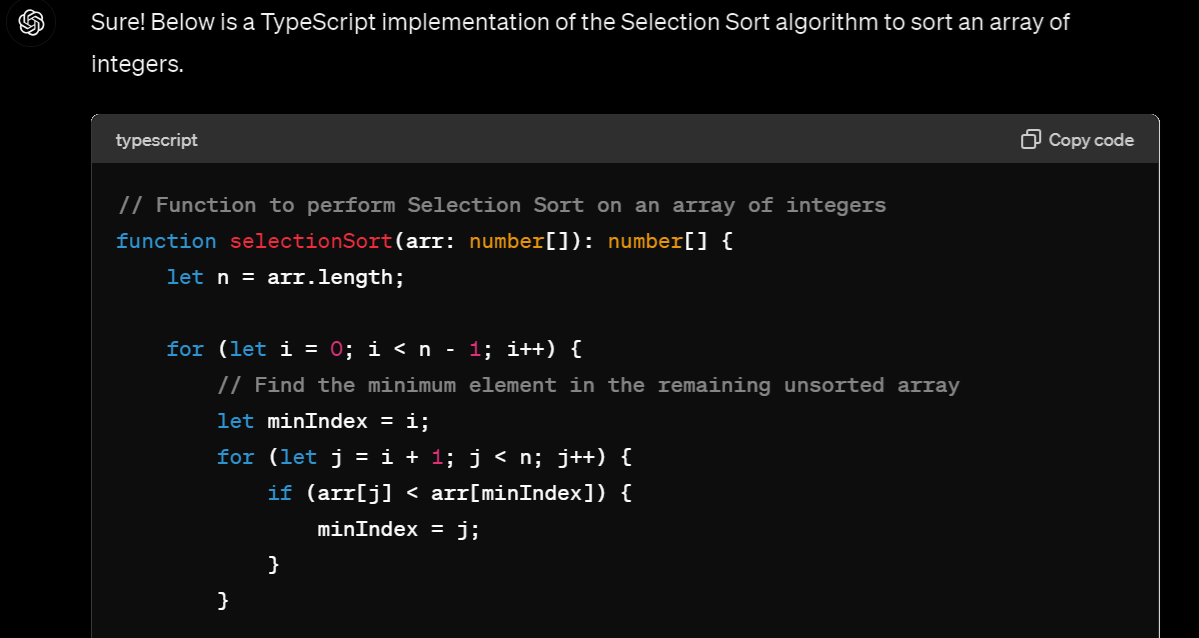 Sure! Below is a TypeScript implementation of the Selection Sort algorithm to sort an array of
integers.
typescript
Copy code
// Function to perform Selection Sort on an array of integers
function selectionSort(arr: number[]): number[] {
    let n = arr.length;
    for (let i = 0; i < n - 1; i++) {
        // Find the minimum element in the remaining unsorted array
        let minIndex = i;
        for (let j = i + 1; j < n; j++) {
            if (arr[j] < arr[minIndex]) {
                minIndex = j;
            }
        }